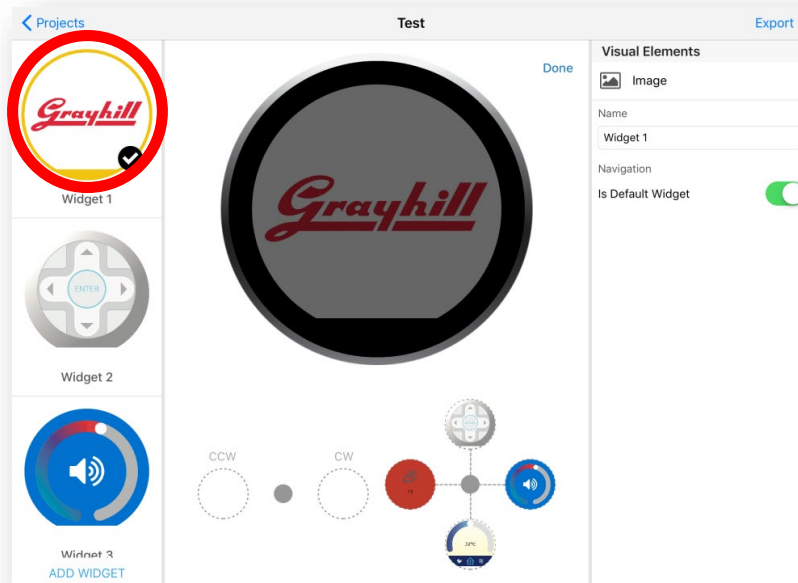 Projects
Test
Export
Grayhill
Widget 1
ENTER
Widget 2
Widget 3
ADD WIDGET
Done
Grayhill
CCW
CW
Visual Elements
Image
Name
Widget 1
Navigation
Is Default Widget